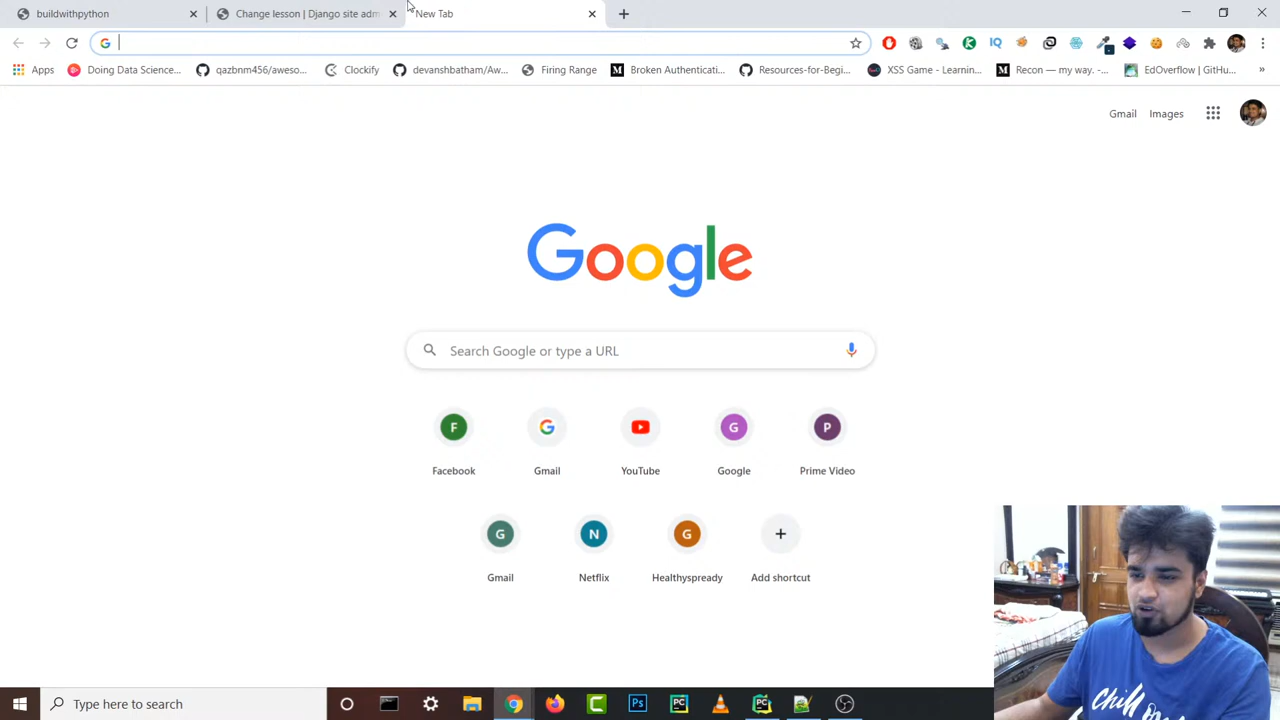 buildwithpython
Change lesson | Django site adm
New Tab
Apps
Doing Data Science...
qazbnm456/aweso...
Clockify
devanshbatham/Aw...
Firing Range
Broken Authenticati...
Resources-for-Begi...
XSS Game - Learnin...
Recon — my way. -...
EdOverflow | GitHu...
»
Gmail
Images
Google
Search Google or type a URL
F
G
P
Facebook
Gmail
YouTube
Google
Prime Video
G
N
G
+
Gmail
Netflix
Healthyspready
Add shortcut
Type here to search